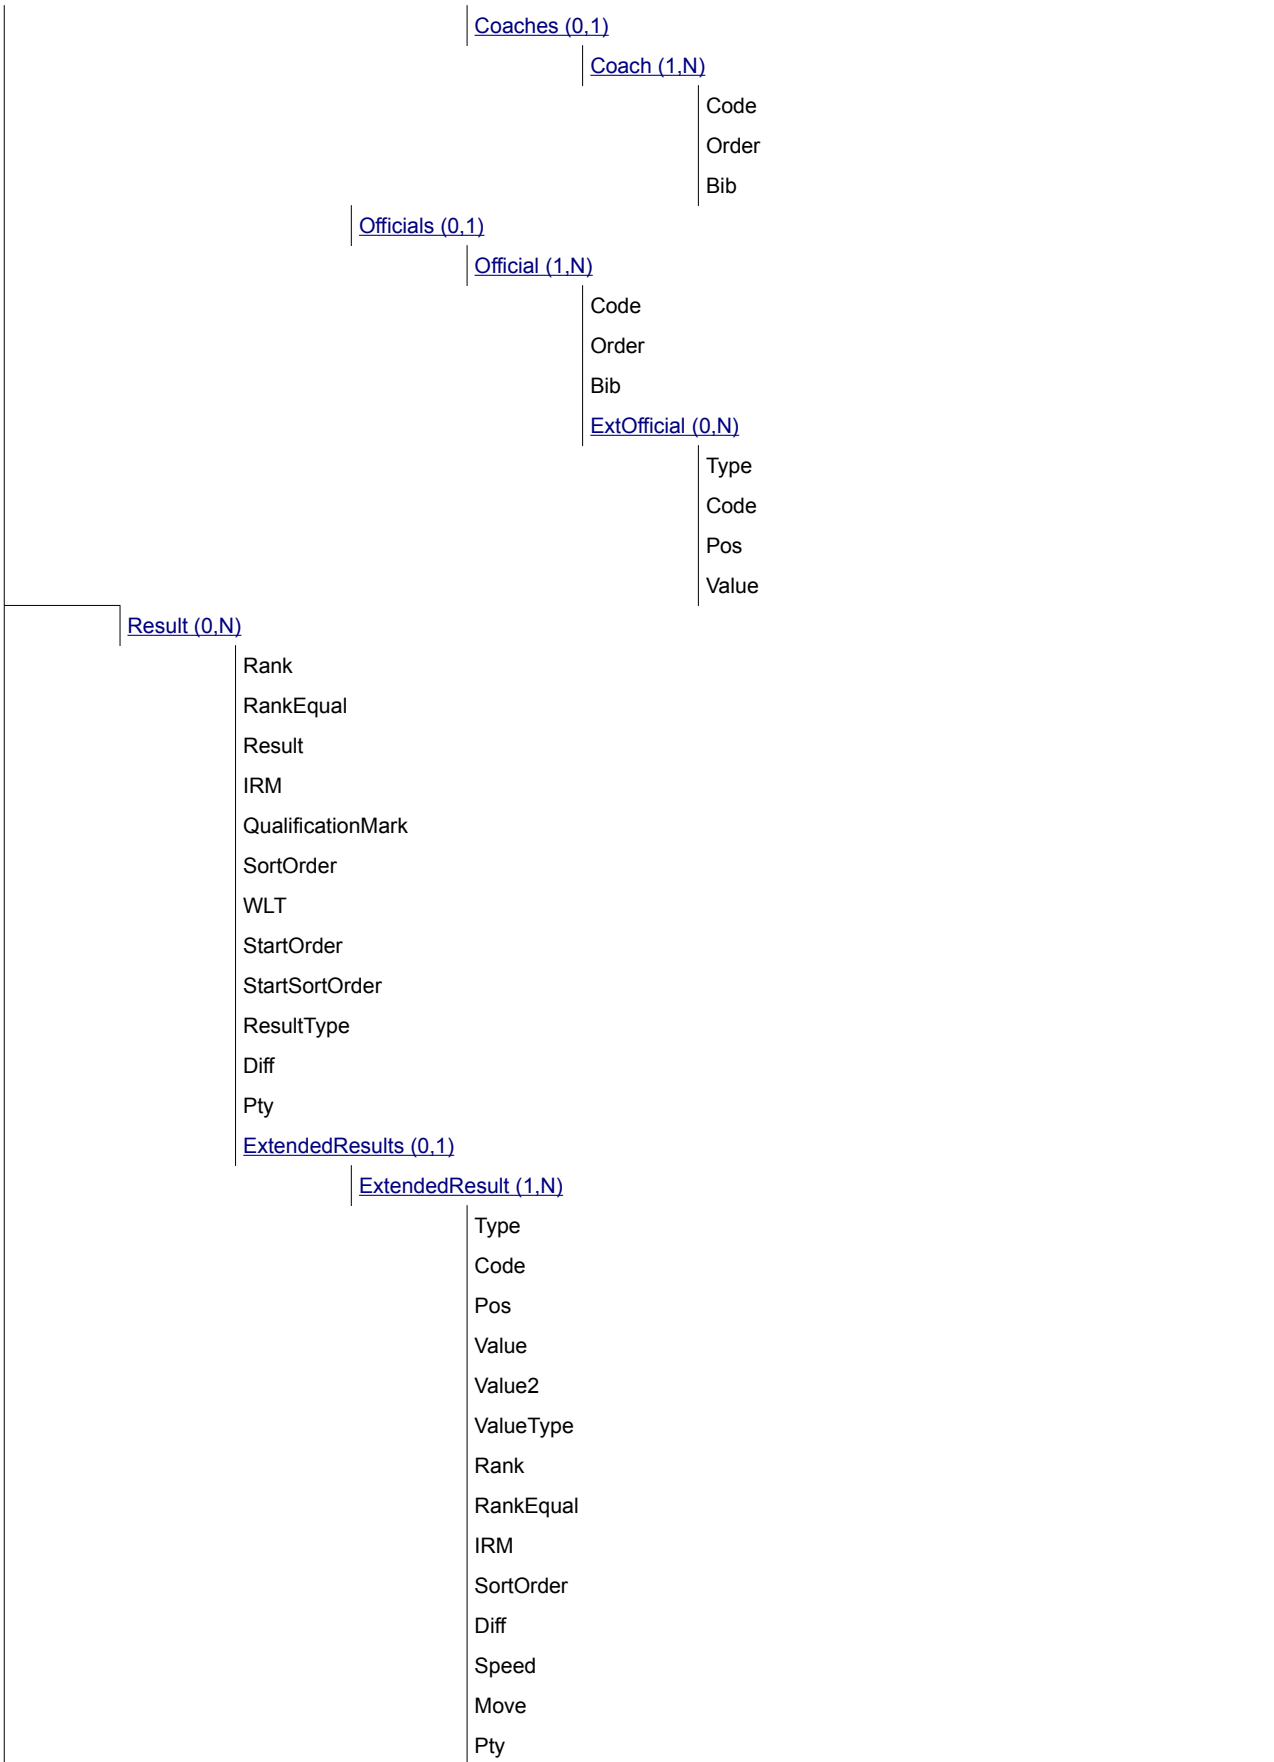 Coaches (0,1)
Coach (1,N)
Code
Order
Bib
Officials (0,1)
Official (1,N)
Code
Order
Bib
ExtOfficial (0,N)
Type
Code
Pos
Value
Result (0,N)
Rank
RankEqual
Result
IRM
QualificationMark
SortOrder
WLT
StartOrder
StartSortOrder
ResultType
Diff
Pty
ExtendedResults (0,1)
ExtendedResult (1,N)
Type
Code
Pos
Value
Value2
ValueType
Rank
RankEqual
IRM
SortOrder
Diff
Speed
Move
Pty